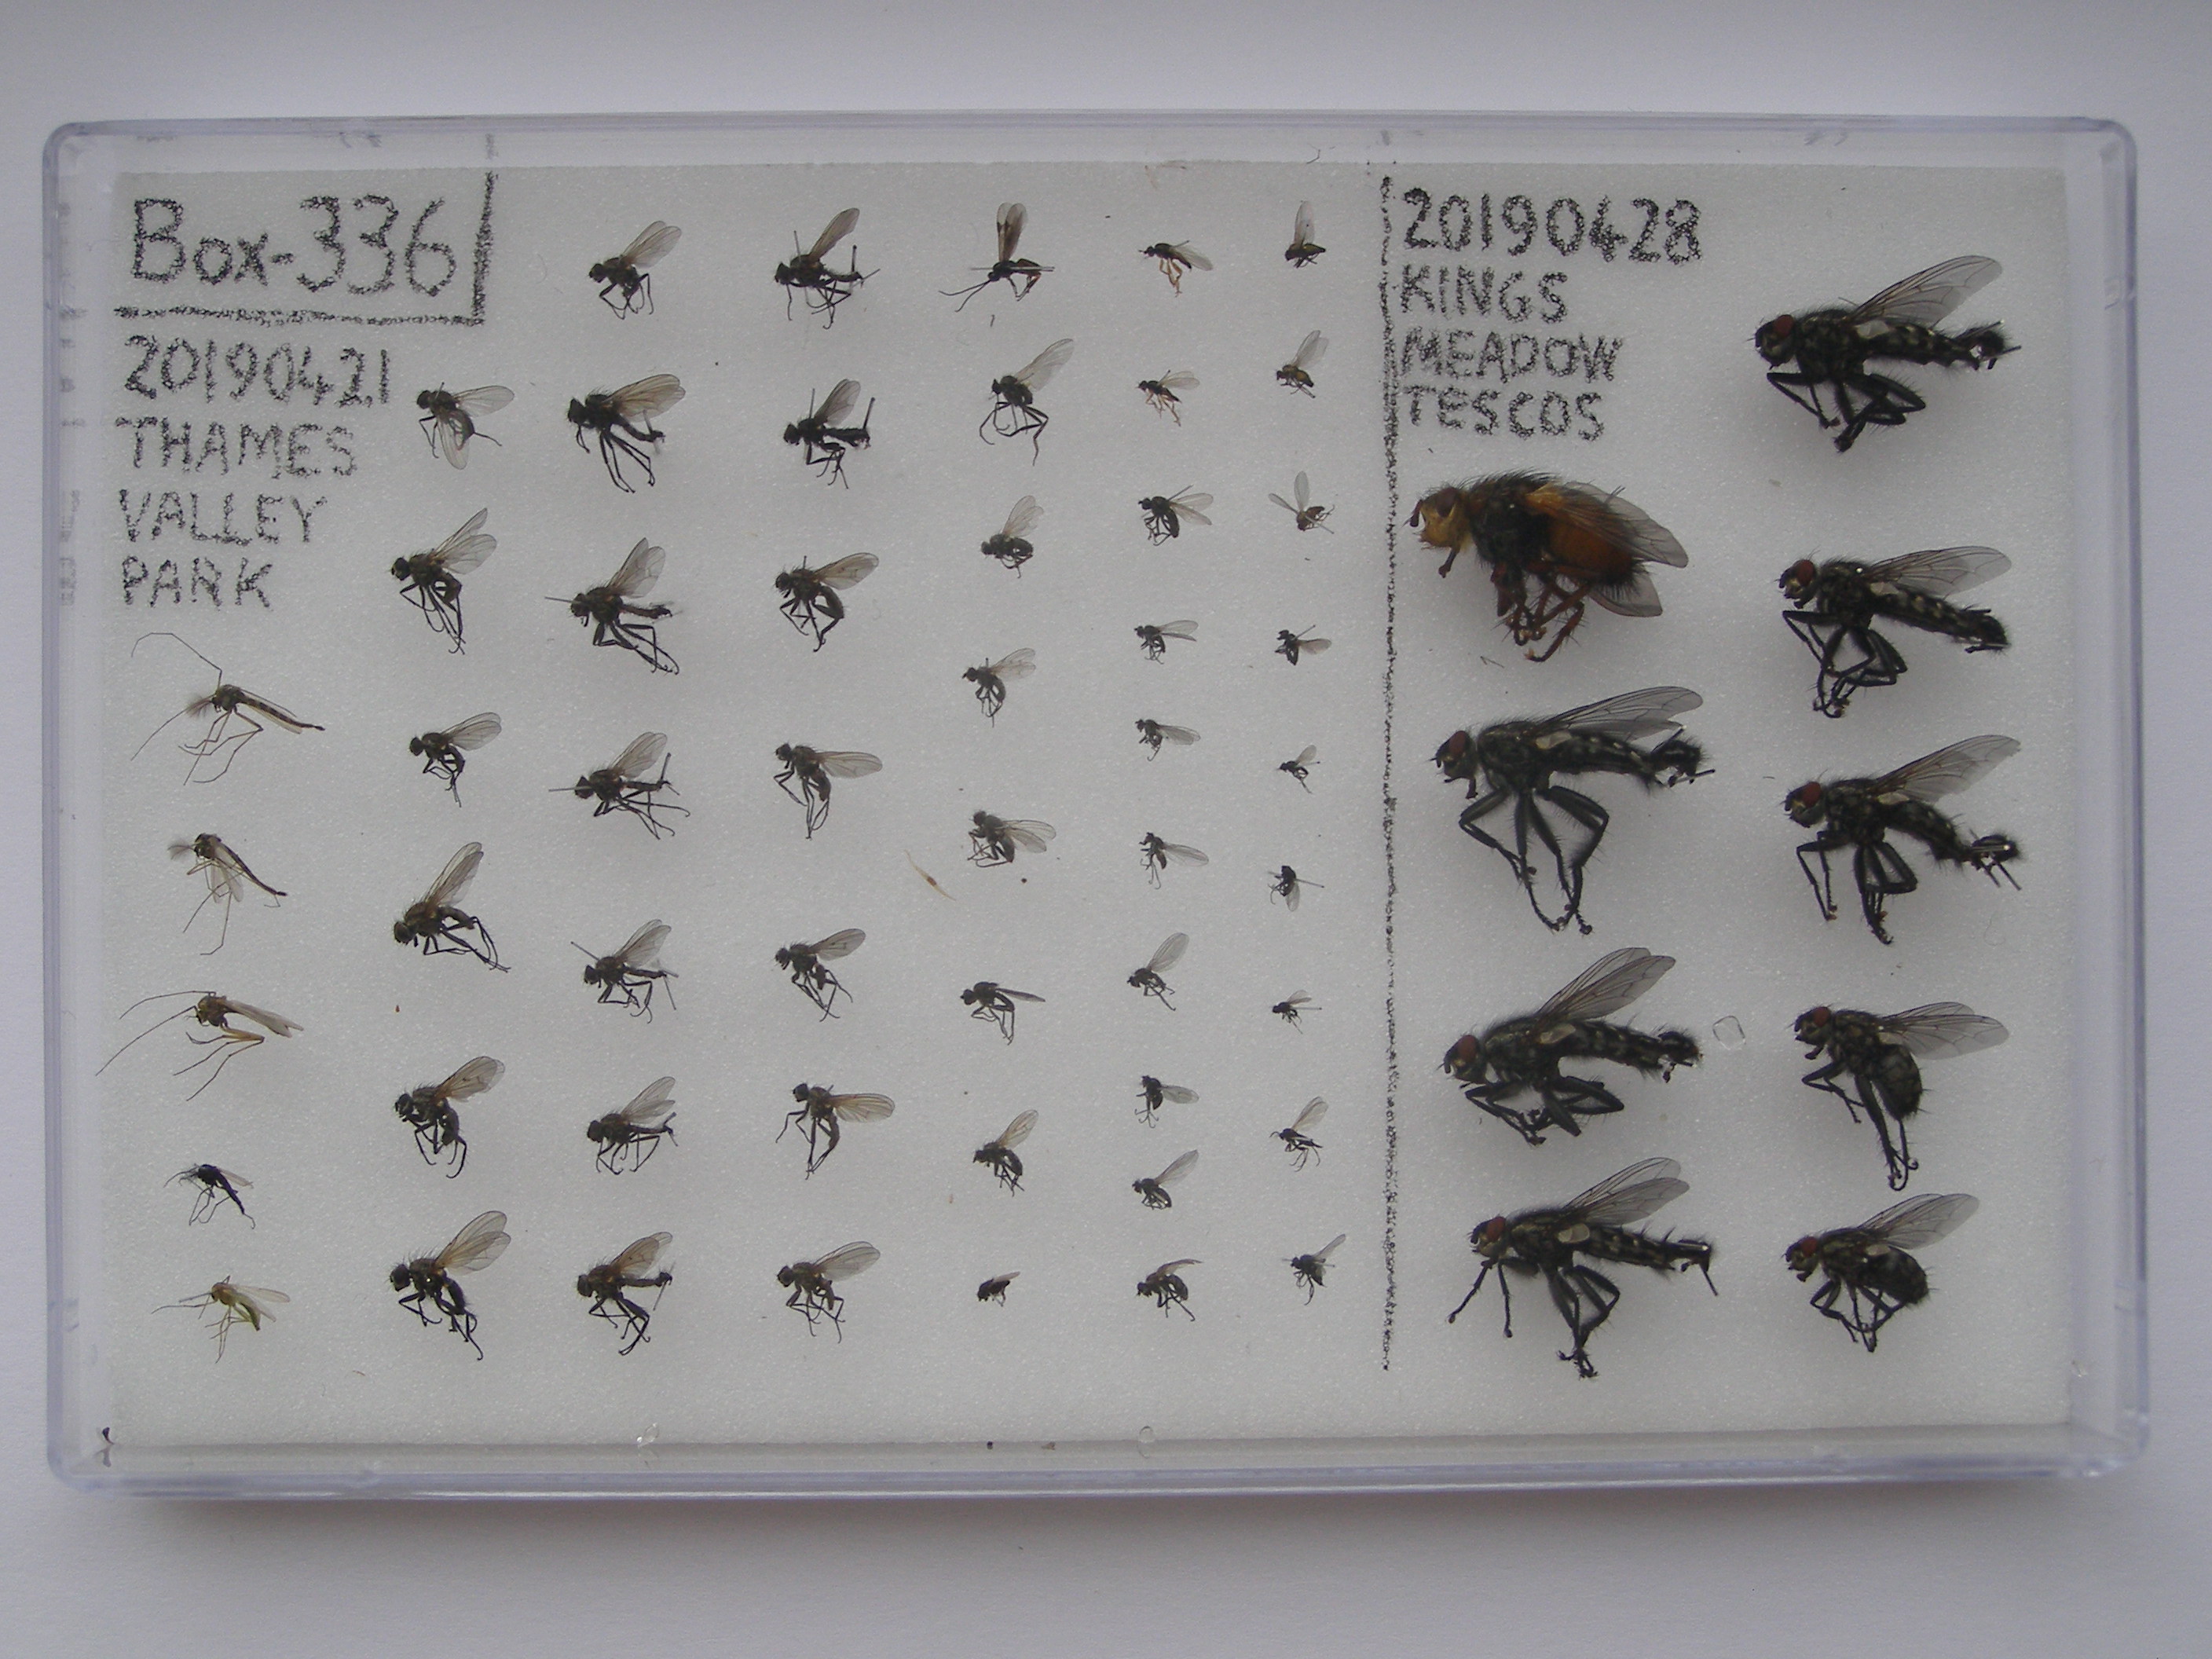 Box-336
20190421
THAMES
VALLEY
PARK
20190428
KINGS
MEADOW
TESCOS